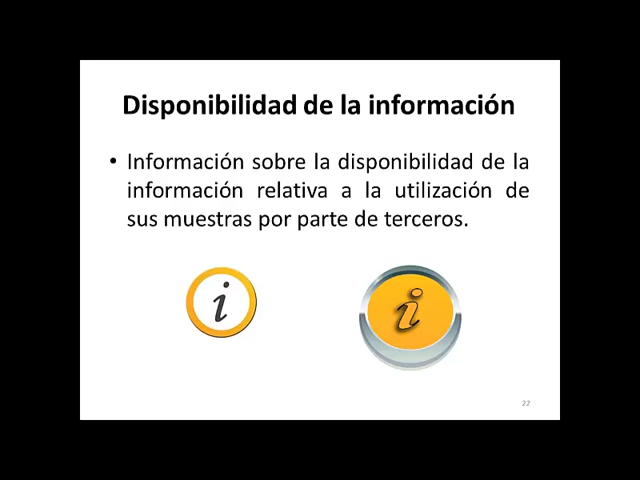 Disponibilidad de la información
• Información sobre la disponibilidad de la
información relativa a la utilización de
sus muestras por parte de terceros.
i
i
22